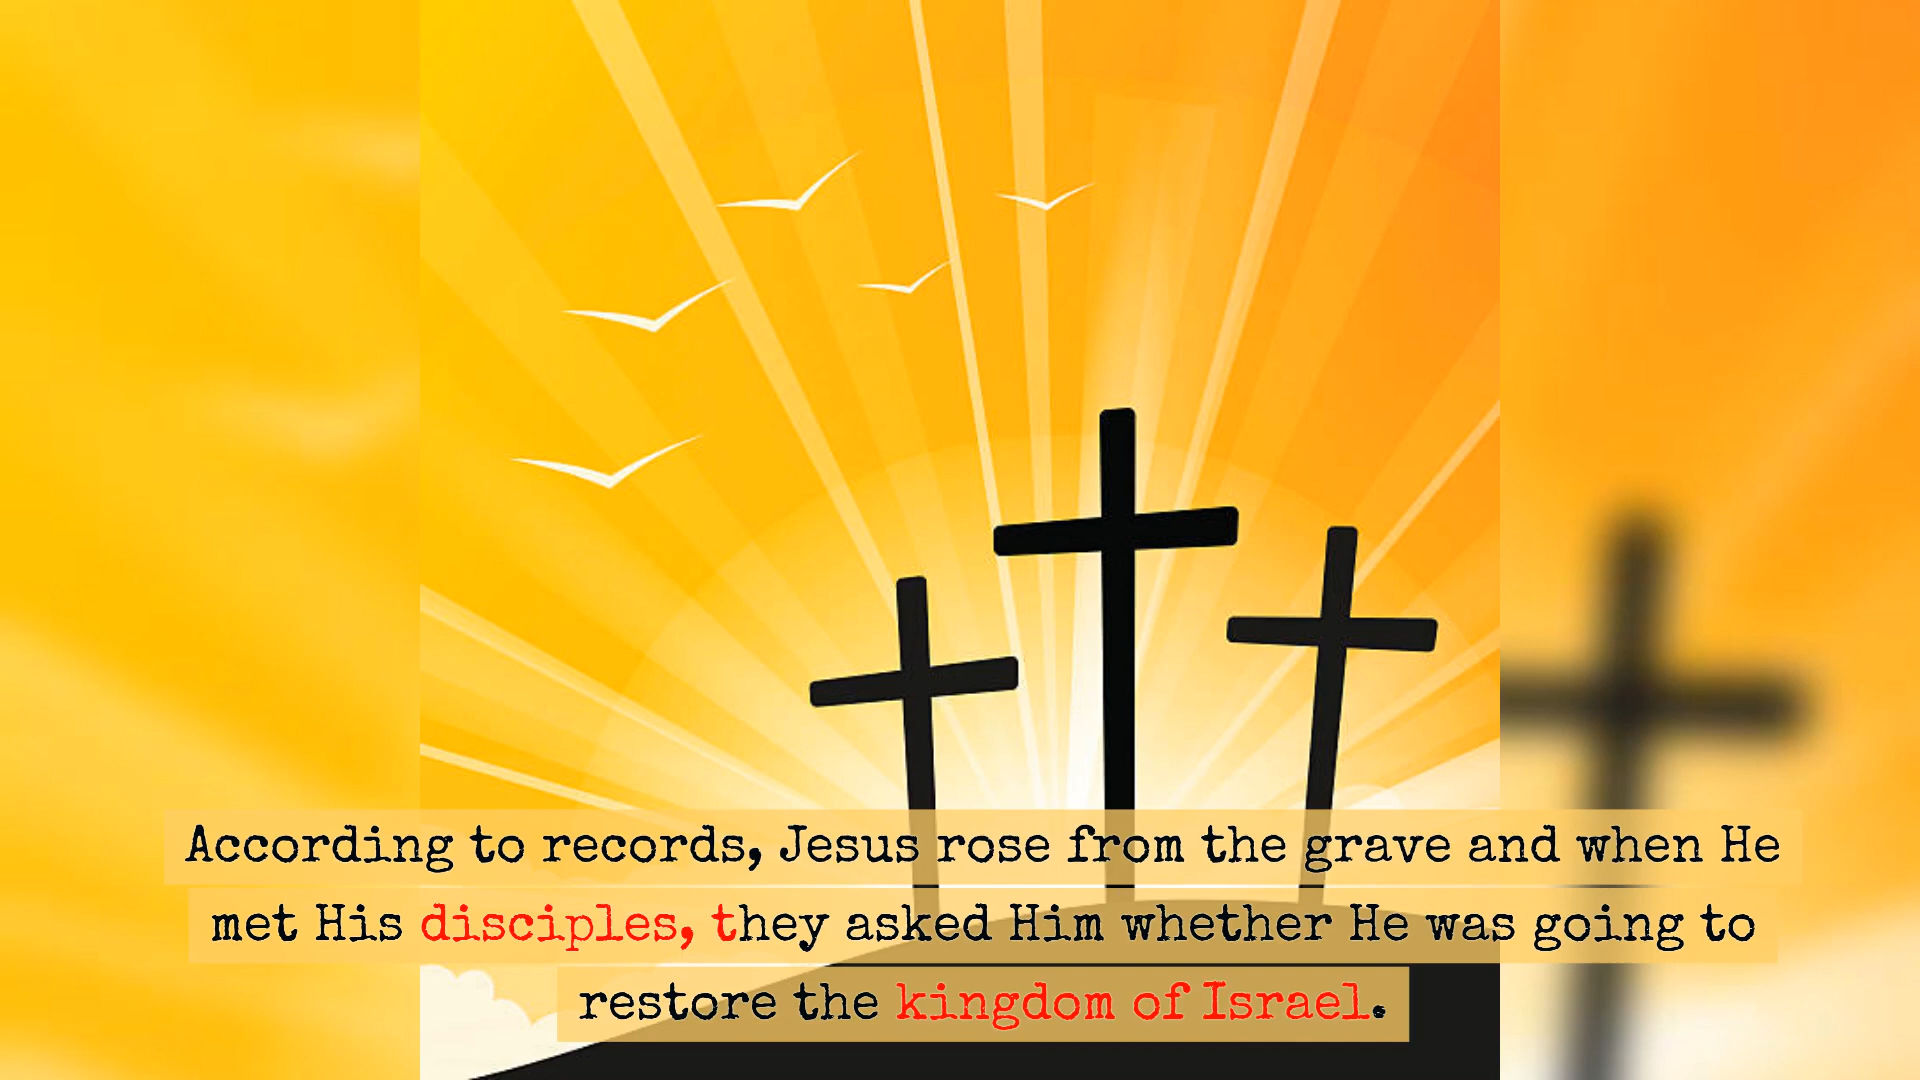 According to records, Jesus rose from the grave and when He
met His disciples, they asked Him whether He was going to
restore the kingdom of Israel.